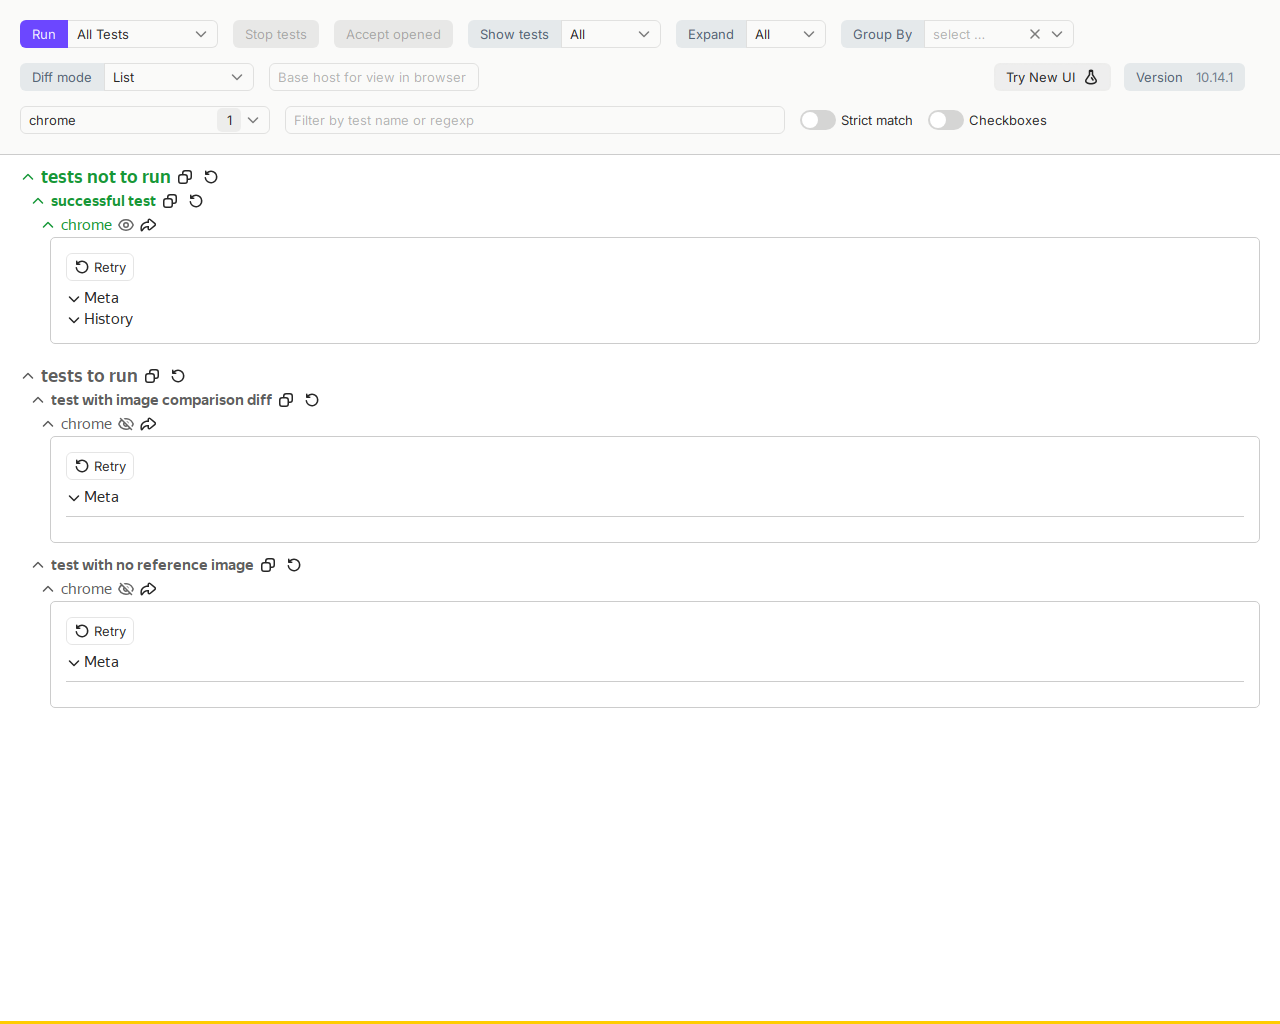 Run All Tests Stop tests Accept opened Show tests All Expand All Group By select ...
Diff mode List Base host for view in browser Try New UI Version 10.14.1
chrome 1 Filter by test name or regexp Strict match Checkboxes
tests not to run
successful test
chrome
Retry
Meta
History
tests to run
test with image comparison diff
chrome
Retry
Meta
test with no reference image
chrome
Retry
Meta